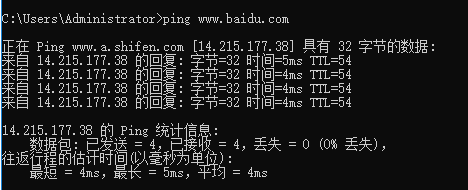 C:\Users\Administrator>ping www.baidu.com
正在 Ping www.a.shifen.com [14.215.177.38] 具有 32 字节的数据:
来自 14.215.177.38 的回复: 字节=32 时间=5ms TTL=54
来自 14.215.177.38 的回复: 字节=32 时间=4ms TTL=54
来自 14.215.177.38 的回复: 字节=32 时间=4ms TTL=54
来自 14.215.177.38 的回复: 字节=32 时间=4ms TTL=54
14.215.177.38 的 Ping 统计信息:
数据包: 已发送 = 4，已接收 = 4，丢失 = 0 (0% 丢失)，
往返行程的估计时间(以毫秒为单位):
最短 = 4ms，最长 = 5ms，平均 = 4ms